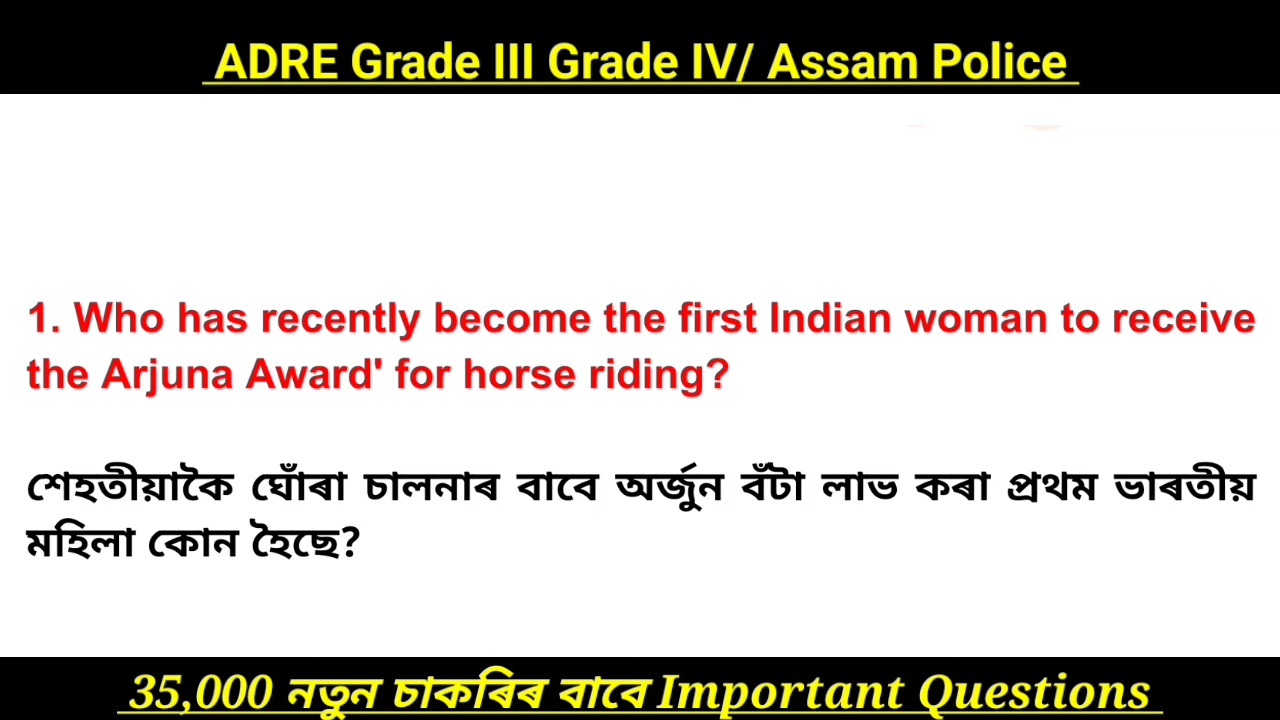 ADRE Grade III Grade IV/ Assam Police
1. Who has recently become the first Indian woman to receive
the Arjuna Award' for horse riding?
শেহতীয়াকৈ ঘোঁৰা চালনাৰ বাবে অৰ্জুন বঁটা লাভ কৰা প্ৰথম ভাৰতীয়
মহিলা কোন হৈছে?
35,000 নতুন চাকৰিৰ বাবে Important Questions